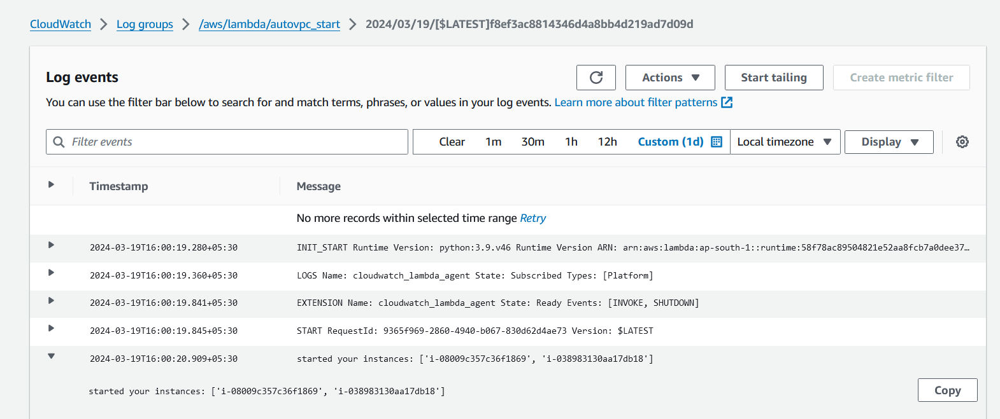 CloudWatch > Log groups > /aws/lambda/autovpc_start > 2024/03/19/[$LATEST]f8ef3ac8814346d4a8bb4d219ad7d09d
Log events
Actions
Start tailing
Create metric filter
You can use the filter bar below to search for and match terms, phrases, or values in your log events. Learn more about filter patterns
Filter events
Clear 1m 30m 1h 12h Custom (1d) Local timezone Display
Timestamp Message
No more records within selected time range Retry
2024-03-19T16:00:19.280+05:30 INIT_START Runtime Version: python:3.9.v46 Runtime Version ARN: arn:aws:lambda:ap-south-1::runtime:58f78ac89504821e52aa8fcb7a0dee37…
2024-03-19T16:00:19.360+05:30 LOGS Name: cloudwatch_lambda_agent State: Subscribed Types: [Platform]
2024-03-19T16:00:19.841+05:30 EXTENSION Name: cloudwatch_lambda_agent State: Ready Events: [INVOKE, SHUTDOWN]
2024-03-19T16:00:19.845+05:30 START RequestId: 9365f969-2860-4940-b067-830d62d4ae73 Version: $LATEST
2024-03-19T16:00:20.909+05:30 started your instances: ['i-08009c357c36f1869', 'i-038983130aa17db18']
started your instances: ['i-08009c357c36f1869', 'i-038983130aa17db18']
Copy